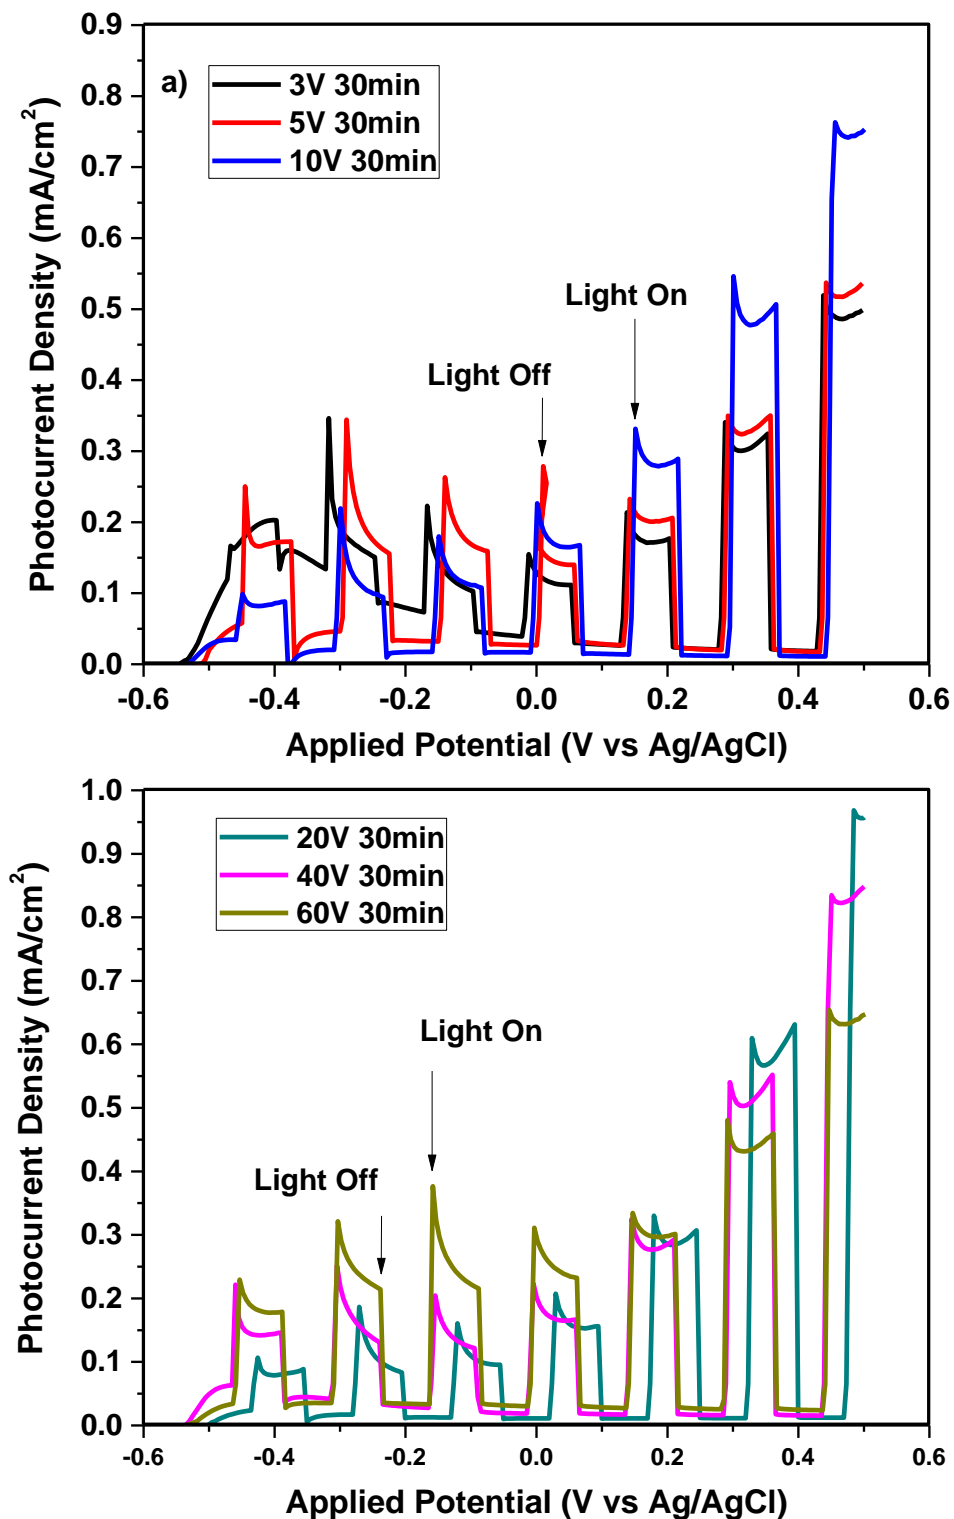 0.9
a)
3V 30min
5V 30min
10V 30min
0.8
0.7
0.6
0.5
0.4
0.3
0.2
0.1
0.0
Light On
Light Off
-0.6
-0.4
-0.2
0.0
0.2
0.4
0.6
Photocurrent Density (mA/cm²)
Applied Potential (V vs Ag/AgCl)
1.0
0.9
0.8
0.7
0.6
0.5
0.4
0.3
0.2
0.1
0.0
20V 30min
40V 30min
60V 30min
Light On
Light Off
-0.6
-0.4
-0.2
0.0
0.2
0.4
0.6
Photocurrent Density (mA/cm²)
Applied Potential (V vs Ag/AgCl)